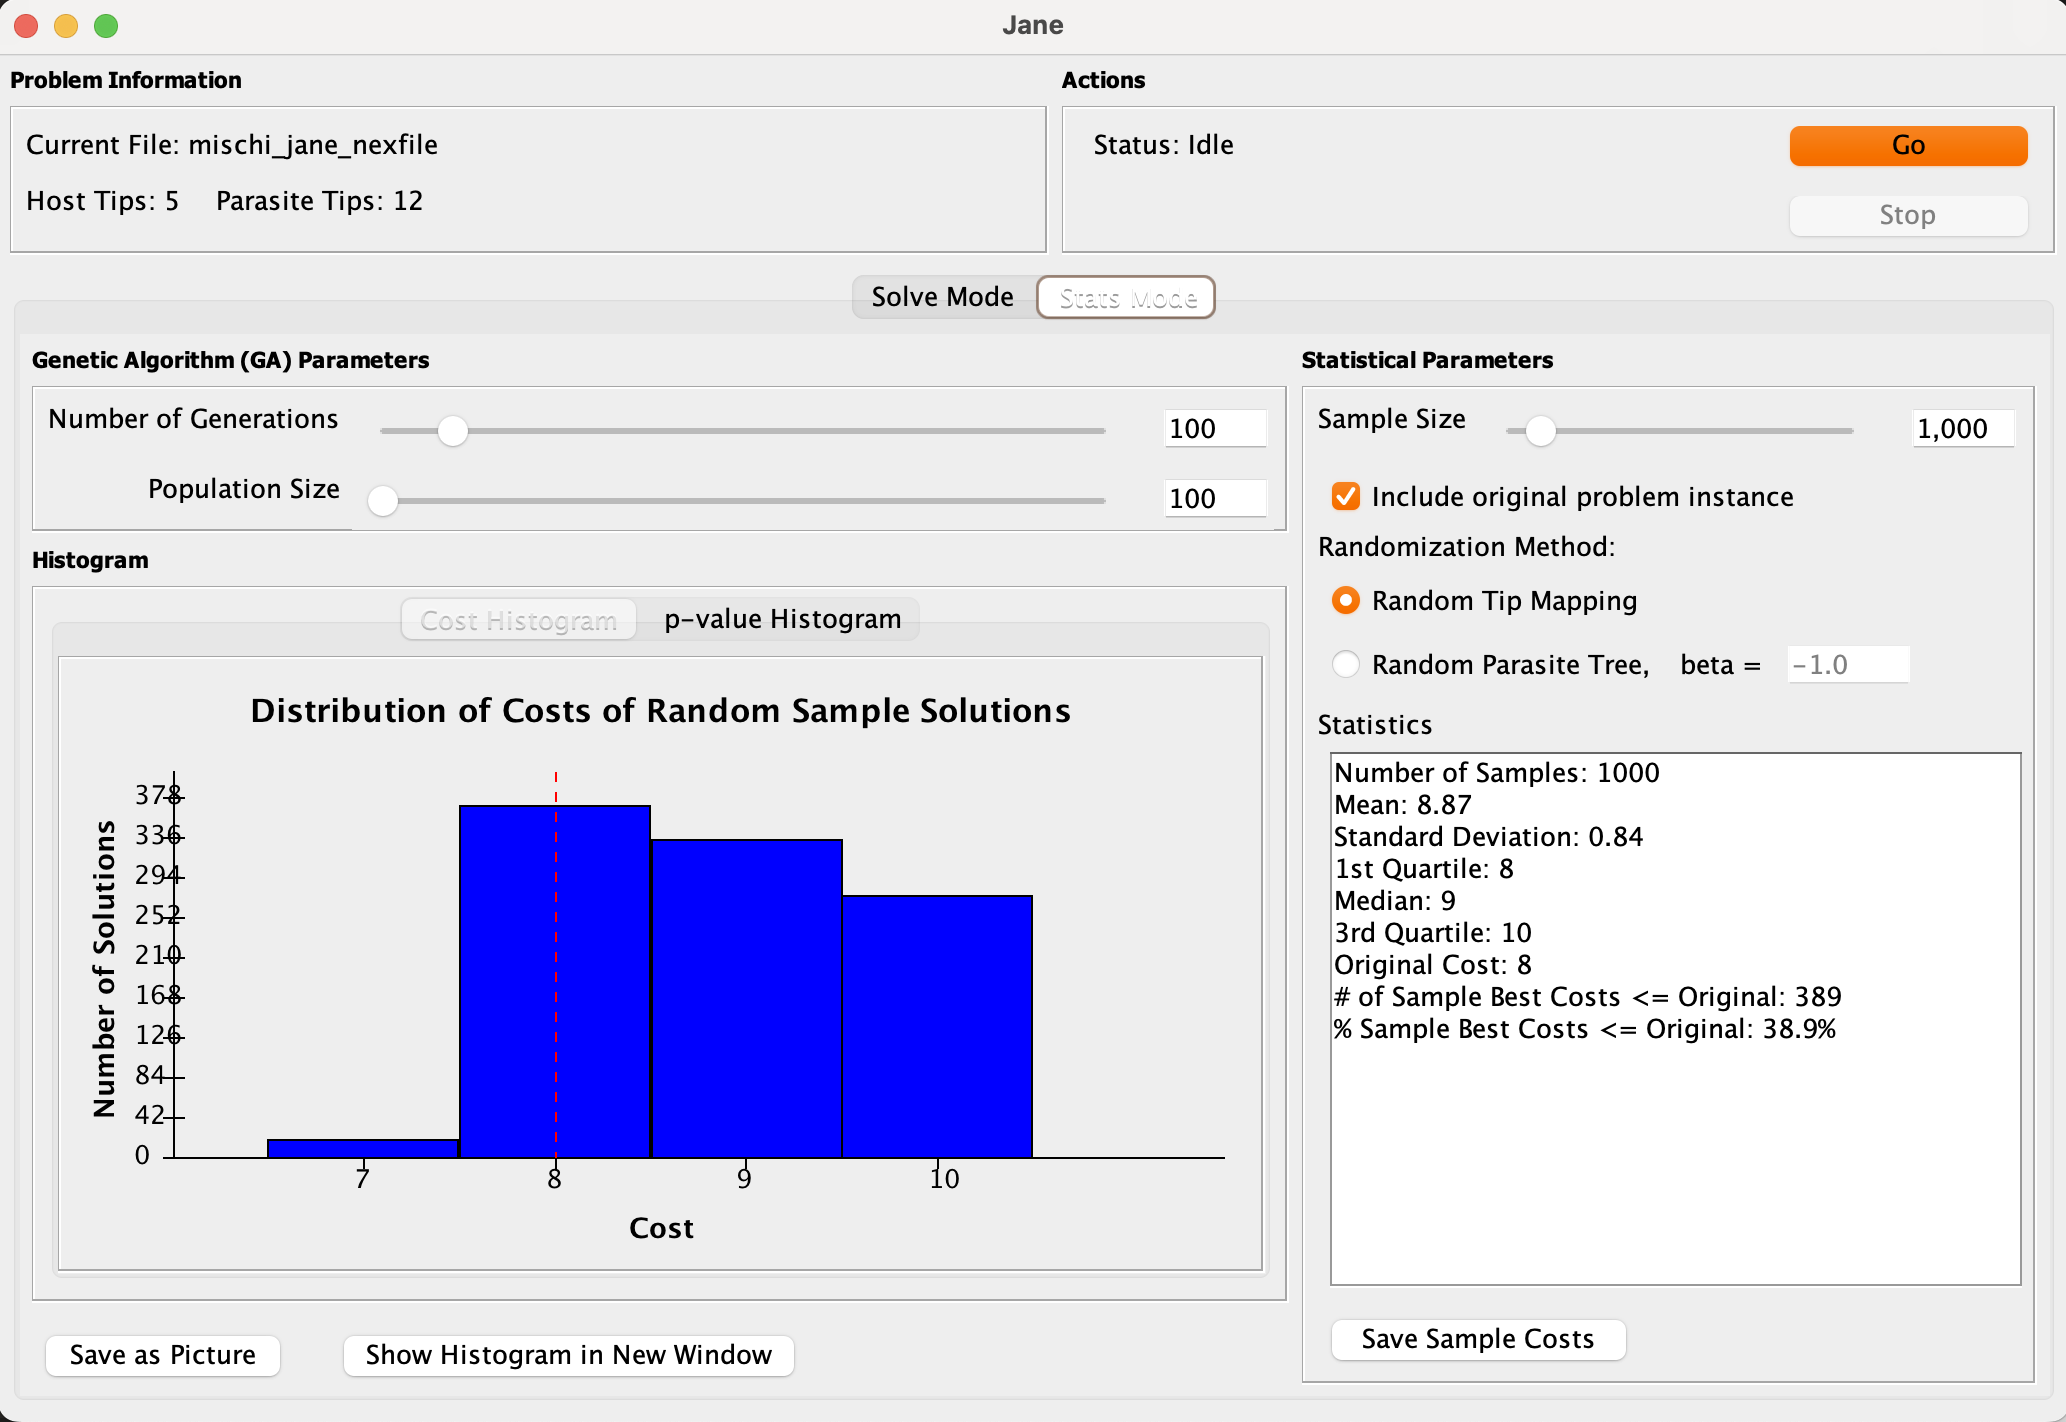 Jane
Problem Information
Current File: mischi_jane_nexfile
Host Tips: 5 Parasite Tips: 12
Actions
Status: Idle
Go
Stop
Solve Mode
Stats Mode
Genetic Algorithm (GA) Parameters
Number of Generations
100
Population Size
100
Histogram
Cost Histogram
p-value Histogram
Distribution of Costs of Random Sample Solutions
Number of Solutions
378
336
294
252
210
168
126
84
42
0
7 8 9 10
Cost
Save as Picture
Show Histogram in New Window
Statistical Parameters
Sample Size
1,000
Include original problem instance
Randomization Method:
Random Tip Mapping
Random Parasite Tree, beta = -1.0
Statistics
Number of Samples: 1000
Mean: 8.87
Standard Deviation: 0.84
1st Quartile: 8
Median: 9
3rd Quartile: 10
Original Cost: 8
# of Sample Best Costs <= Original: 389
% Sample Best Costs <= Original: 38.9%
Save Sample Costs